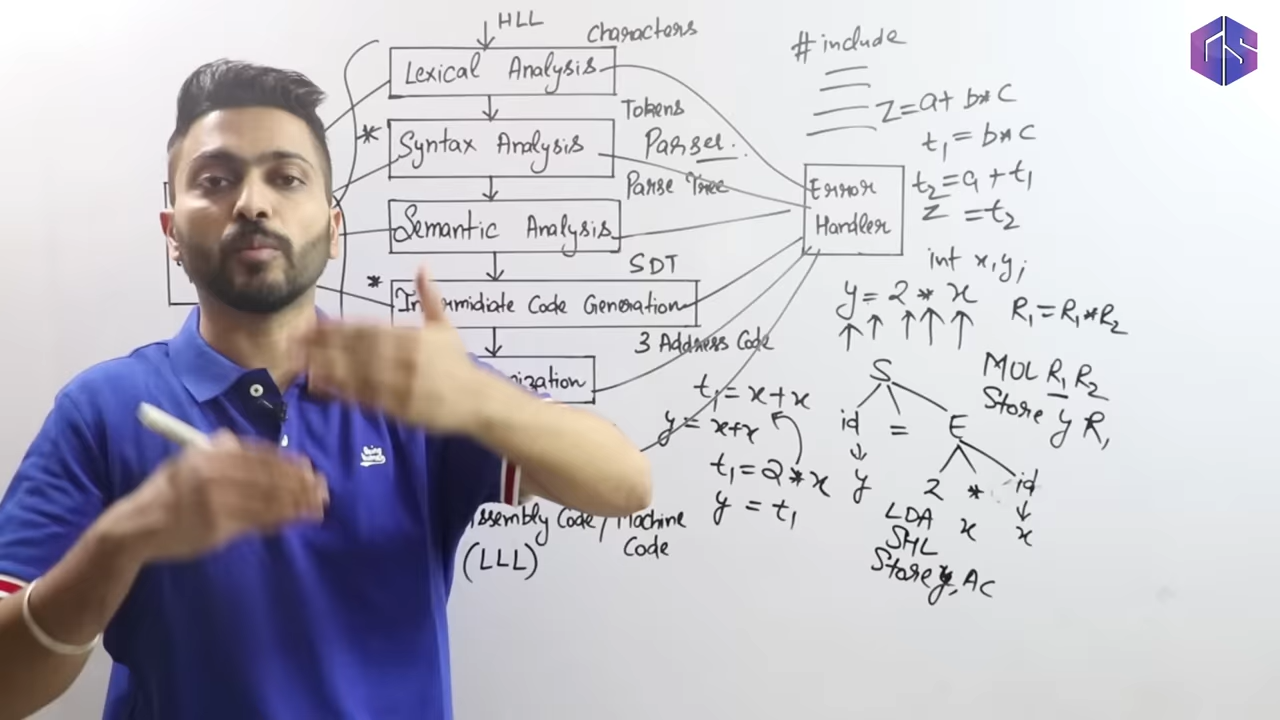 HLL
Characters
Lexical Analysis
Tokens
* Syntax Analysis
Parser.
Parse Tree
Semantic Analysis
SDT
* Code Generation
3 Address Code
Assembly Code / Machine
Code
(LLL)
t1 = x+x
y = x+x
t1 = 2 * x
y = t1
# include
Error
Handler
Z = a + b * c
t1 = b * c
t2 = a + t1
Z = t2
int x, y;
y = 2 * x
R1 = R1 * R2
S
id = E
y 2 * id
x
MOL R1 R2
Store y R1
LDA x
SHL
Store y, AC